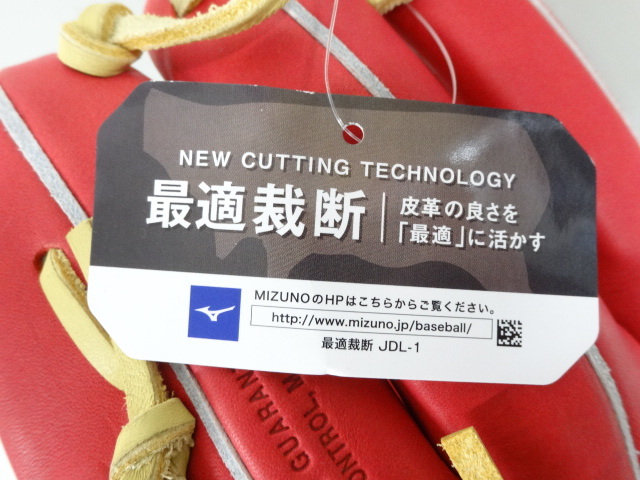 NEW CUTTING TECHNOLOGY
最適裁断
皮革の良さを
「最適」に活かす
MIZUNOのHPはこちらからご覧ください。
http://www.mizuno.jp/baseball/
最適裁断 JDL-1
GUARAN
ONTROL, M